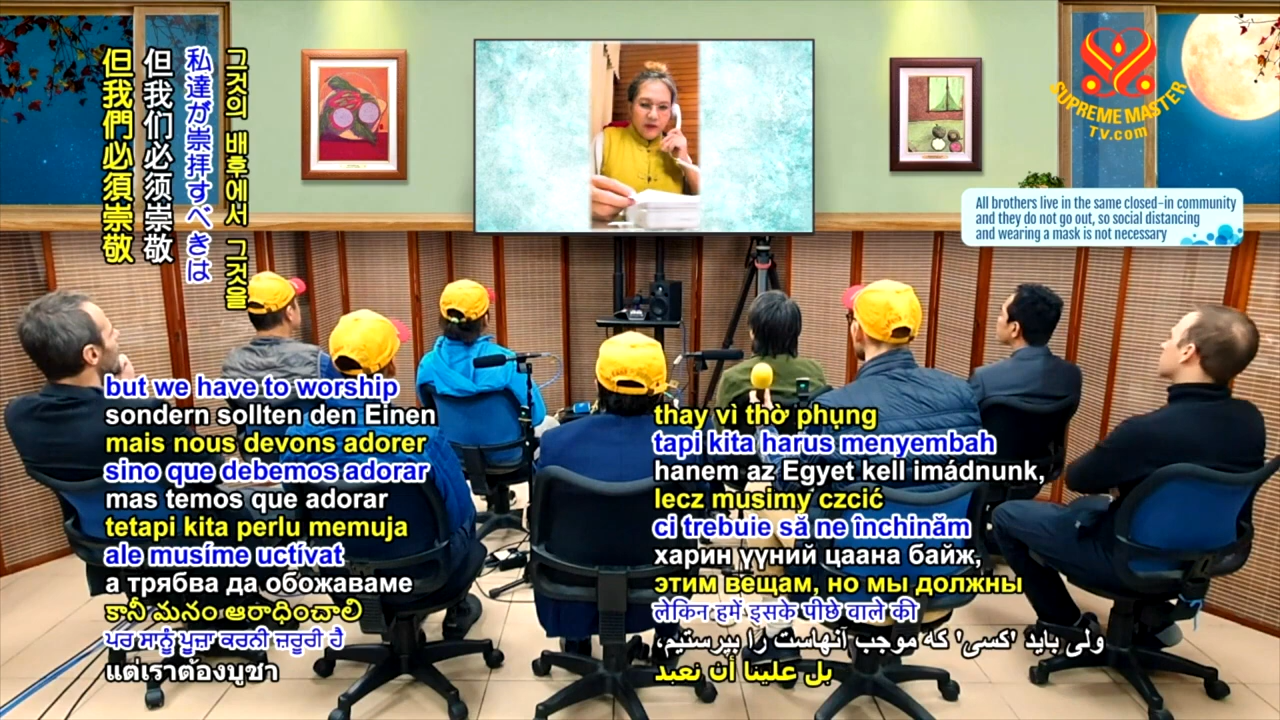 但我們必須崇敬
但我们必须崇敬
私達が崇拝すべきは
그것의 배후에서 그것을
SUPREME MASTER
TV.com
All brothers live in the same closed-in community
and they do not go out, so social distancing
and wearing a mask is not necessary
but we have to worship
sondern sollten den Einen
mais nous devons adorer
sino que debemos adorar
mas temos que adorar
tetapi kita perlu memuja
ale musíme uctívat
а трябва да обожаваме
కానీ మనం ఆరాధించాలి
ਪਰ ਸਾਨੂੰ ਪੂਜਾ ਕਰਨੀ ਜ਼ਰੂਰੀ ਹੈ
แต่เราต้องบูชา
thay vì thờ phụng
tapi kita harus menyembah
hanem az Egyet kell imádnunk,
lecz musimy czcić
ci trebuie să ne închinăm
харин үүний цаана байж,
этим вещам, но мы должны
लेकिन हमें इसके पीछे वाले की
ولی باید 'کسی' که موجب آنهاست را بپرستیم،
بل علينا أن نعبد